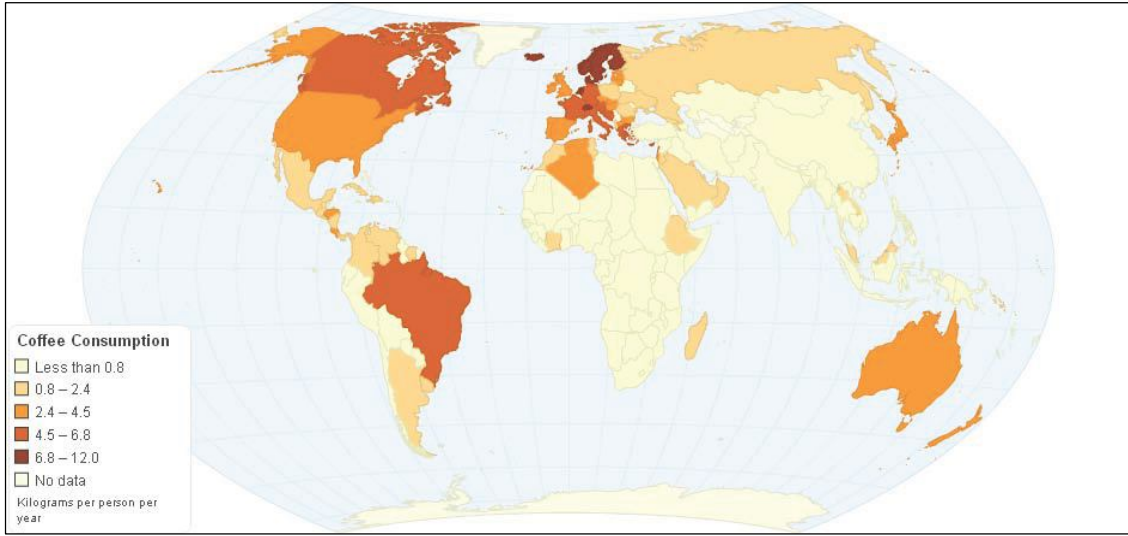 Coffee Consumption
Less than 0.8
0.8 – 2.4
2.4 – 4.5
4.5 – 6.8
6.8 – 12.0
No data
Kilograms per person per
year